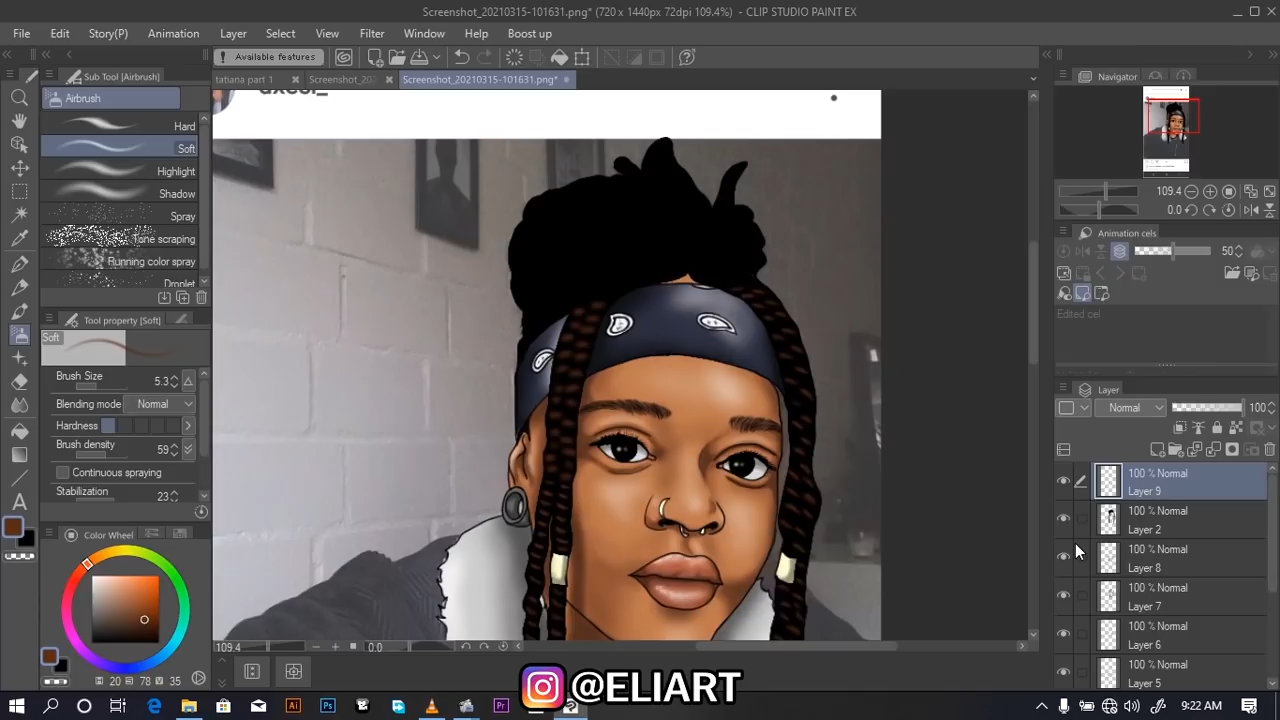 Screenshot_20210315-101631.png* (720 x 1440px 72dpi 109.4%) - CLIP STUDIO PAINT EX
File Edit Story(P) Animation Layer Select View Filter Window Help Boost up
Available features
Sub Tool [Airbrush]
tatiana part 1
Screenshot_202
Screenshot_20210315-101631.png*
Navigator
Airbrush
Hard
Soft
Highlight
Shadow
Spray
Tone scraping
Running color spray
Droplet
109.4
0.0
Animation cels
50
Edited cel
Tool property [Soft]
Soft
Brush Size 5.3
Blending mode Normal
Hardness
Brush density 59
Continuous spraying
Stabilization 23
Layer
Normal 100
100 % Normal
Layer 9
100 % Normal
Layer 2
100 % Normal
Layer 8
100 % Normal
Layer 7
100 % Normal
Layer 6
100 % Normal
Layer 5
Color Wheel
H 20 S 78 V 35
109.4 0.0
@ELIART
Ai
Ps
Pr
9:22 AM